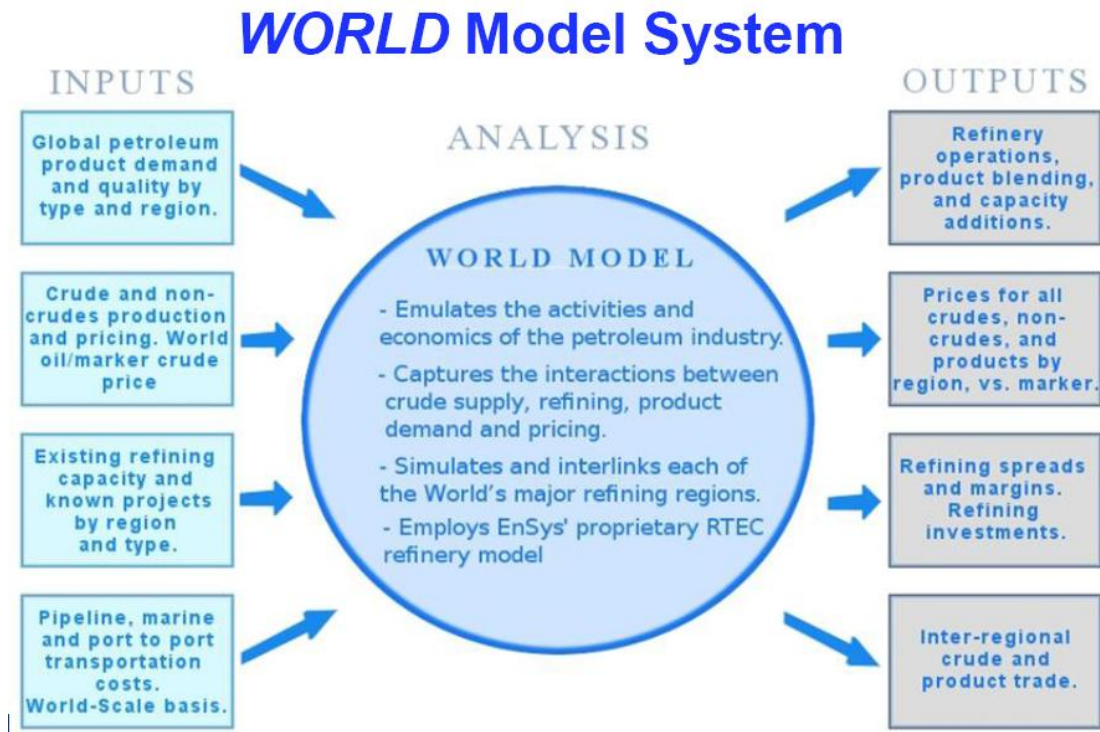 WORLD Model System
INPUTS
Global petroleum
product demand
and quality by
type and region.
Crude and non-
crudes production
and pricing. World
oil/marker crude
price
Existing refining
capacity and
known projects
by region
and type.
Pipeline, marine
and port to port
transportation
costs.
World-Scale basis.
ANALYSIS
WORLD MODEL
- Emulates the activities and
economics of the petroleum industry.
- Captures the interactions between
crude supply, refining, product
demand and pricing.
- Simulates and interlinks each of
the World’s major refining regions.
- Employs EnSys' proprietary RTEC
refinery model
OUTPUTS
Refinery
operations,
product blending,
and capacity
additions.
Prices for all
crudes, non-
crudes, and
products by
region, vs. marker.
Refining spreads
and margins.
Refining
investments.
Inter-regional
crude and
product trade.